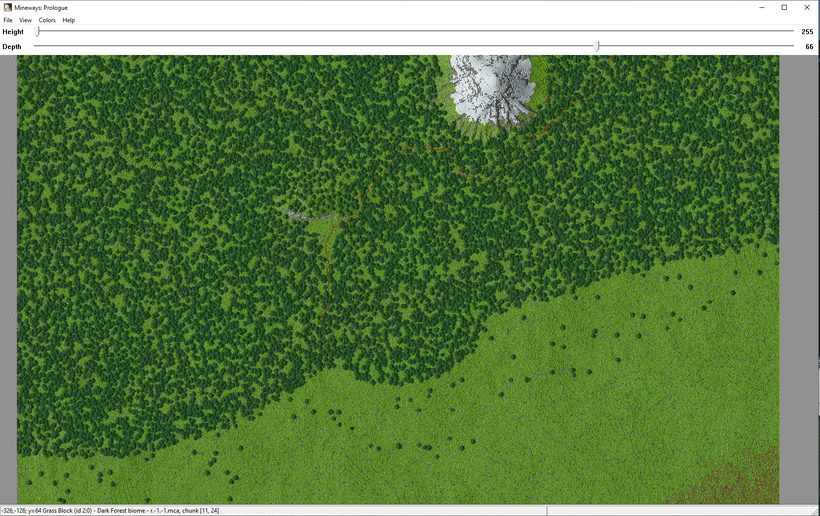 Mineways: Prologue
File View Colors Help
Height 255
Depth 66
-326,-126; y=64 Grass Block (id 2:0) - Dark Forest biome - r.-1.-1.mca, chunk [11, 24]